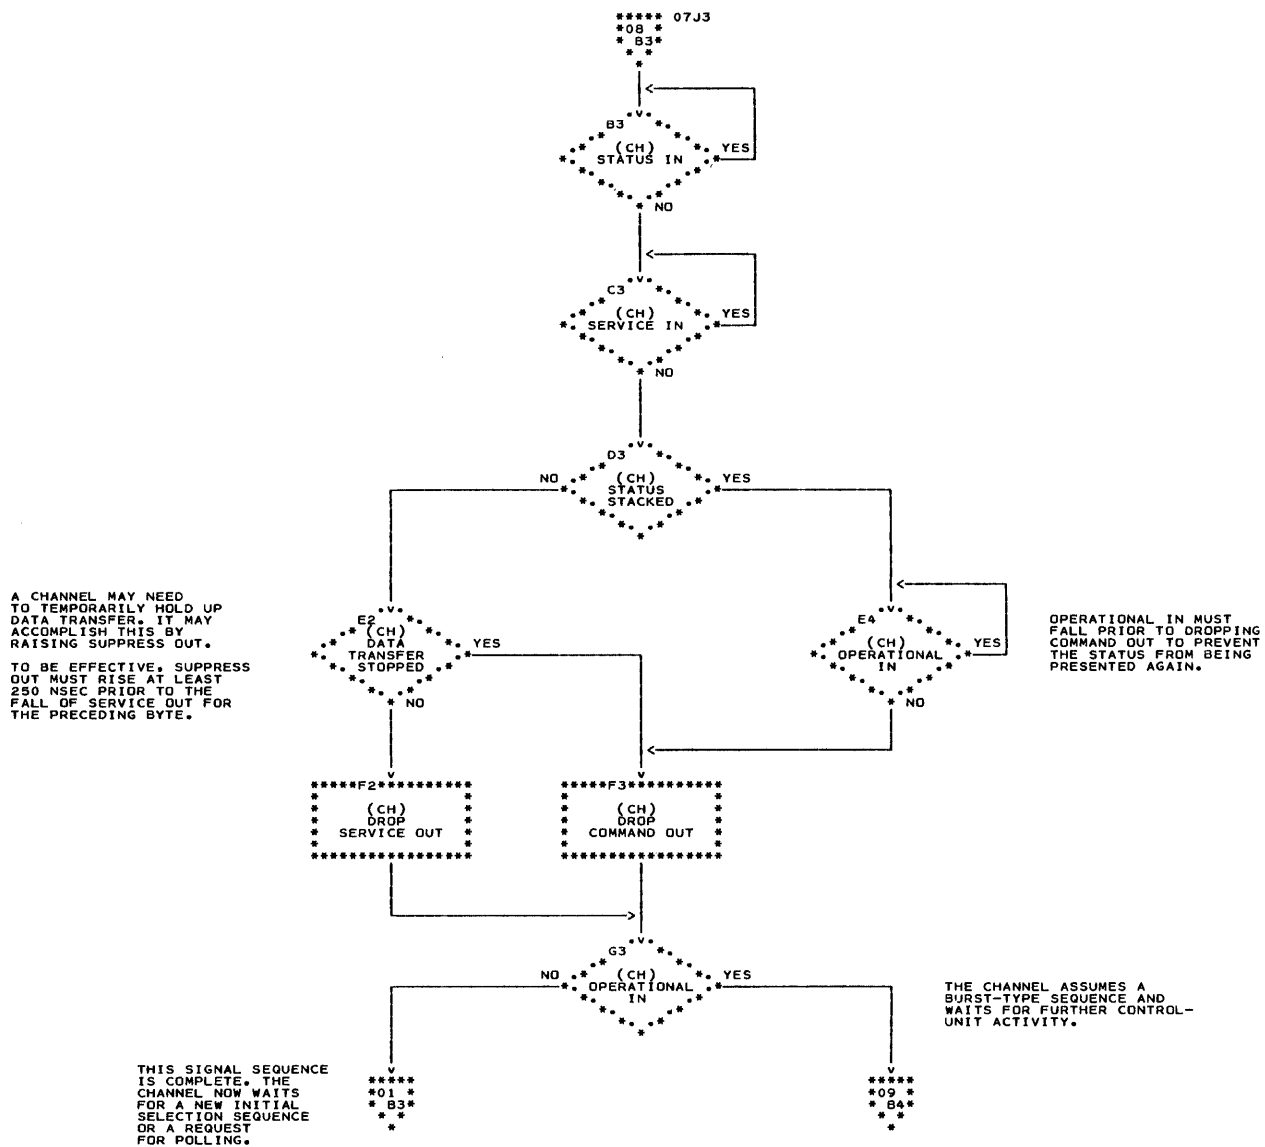 07J3
08
B3
B3
(CH)
STATUS IN
YES
NO
C3
(CH)
SERVICE IN
YES
NO
D3
NO
(CH)
STATUS
STACKED
YES
A CHANNEL MAY NEED
TO TEMPORARILY HOLD UP
DATA TRANSFER. IT MAY
ACCOMPLISH THIS BY
RAISING SUPPRESS OUT.
TO BE EFFECTIVE, SUPPRESS
OUT MUST RISE AT LEAST
250 NSEC PRIOR TO THE
FALL OF SERVICE OUT FOR
THE PRECEDING BYTE.
E2
(CH)
DATA
TRANSFER
STOPPED
YES
NO
E4
(CH)
OPERATIONAL
IN
YES
NO
OPERATIONAL IN MUST
FALL PRIOR TO DROPPING
COMMAND OUT TO PREVENT
THE STATUS FROM BEING
PRESENTED AGAIN.
F2
(CH)
DROP
SERVICE OUT
F3
(CH)
DROP
COMMAND OUT
G3
NO
(CH)
OPERATIONAL
IN
YES
THE CHANNEL ASSUMES A
BURST-TYPE SEQUENCE AND
WAITS FOR FURTHER CONTROL-
UNIT ACTIVITY.
THIS SIGNAL SEQUENCE
IS COMPLETE. THE
CHANNEL NOW WAITS
FOR A NEW INITIAL
SELECTION SEQUENCE
OR A REQUEST
FOR POLLING.
01
B3
09
B4